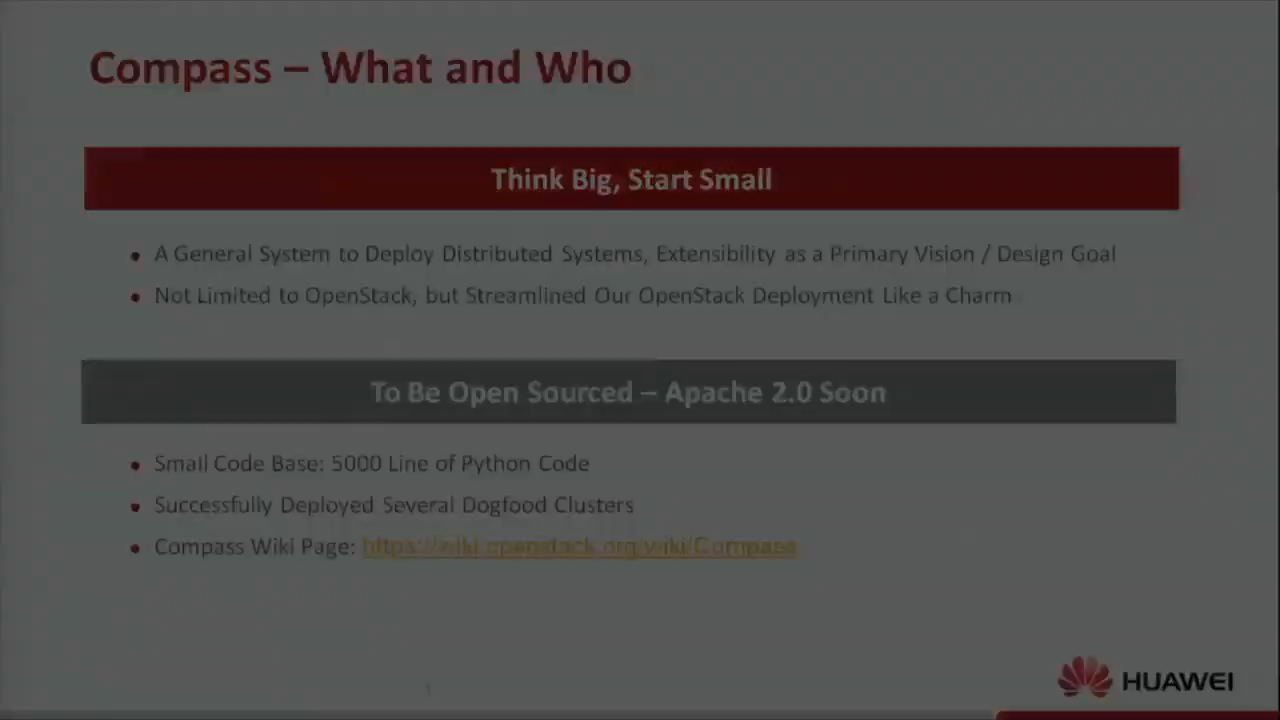 Compass – What and Who
Think Big, Start Small
• A General System to Deploy Distributed Systems, Extensibility as a Primary Vision / Design Goal
• Not Limited to OpenStack, but Streamlined Our OpenStack Deployment Like a Charm
To Be Open Sourced – Apache 2.0 Soon
• Small Code Base: 5000 Line of Python Code
• Successfully Deployed Several Dogfood Clusters
• Compass Wiki Page: https://wiki.openstack.org/wiki/Compass
1
HUAWEI